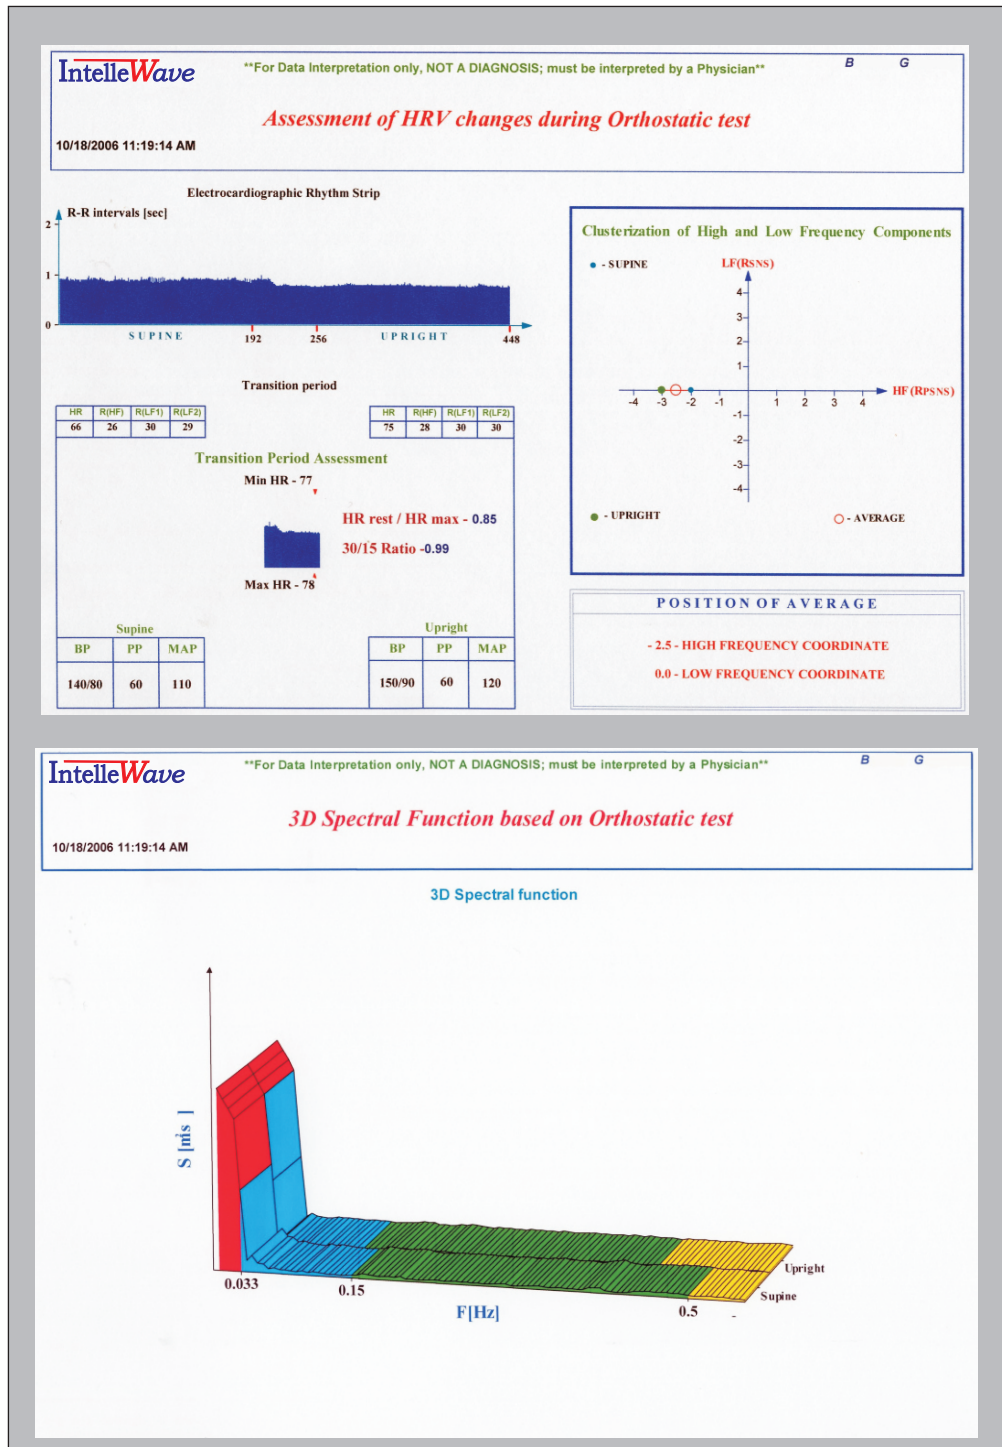 IntelleWave
**For Data Interpretation only, NOT A DIAGNOSIS; must be interpreted by a Physician**
B G
Assessment of HRV changes during Orthostatic test
10/18/2006 11:19:14 AM
Electrocardiographic Rhythm Strip
R-R intervals [sec]
2
1
0
SUPINE 192 256 UPRIGHT 448
Transition period
HR R(HF) R(LF1) R(LF2)
66 26 30 29
HR R(HF) R(LF1) R(LF2)
75 28 30 30
Transition Period Assessment
Min HR - 77
HR rest / HR max - 0.85
30/15 Ratio -0.99
Max HR - 78
Supine
BP PP MAP
140/80 60 110
Upright
BP PP MAP
150/90 60 120
Clusterization of High and Low Frequency Components
- SUPINE
LF(RSNS)
4
3
2
1
-4 -3 -2 -1 1 2 3 4
HF(RPSNS)
-1
-2
-3
-4
- UPRIGHT
- AVERAGE
POSITION OF AVERAGE
- 2.5 - HIGH FREQUENCY COORDINATE
0.0 - LOW FREQUENCY COORDINATE
IntelleWave
**For Data Interpretation only, NOT A DIAGNOSIS; must be interpreted by a Physician**
B G
3D Spectral Function based on Orthostatic test
10/18/2006 11:19:14 AM
3D Spectral function
Upright
Supine
0.033
0.15
0.5
F[Hz]